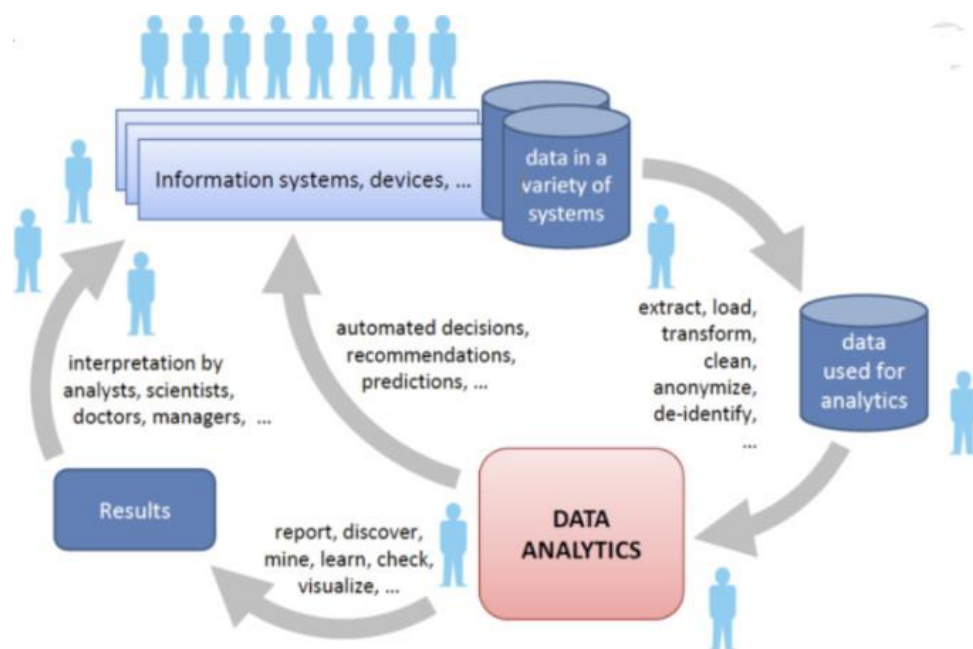 Information systems, devices, ...
data in a
variety of
systems
extract, load,
transform,
clean,
anonymize,
de-identify,
...
data
used for
analytics
automated decisions,
recommendations,
predictions, ...
interpretation by
analysts, scientists,
doctors, managers, ...
Results
report, discover,
mine, learn, check,
visualize, ...
DATA
ANALYTICS